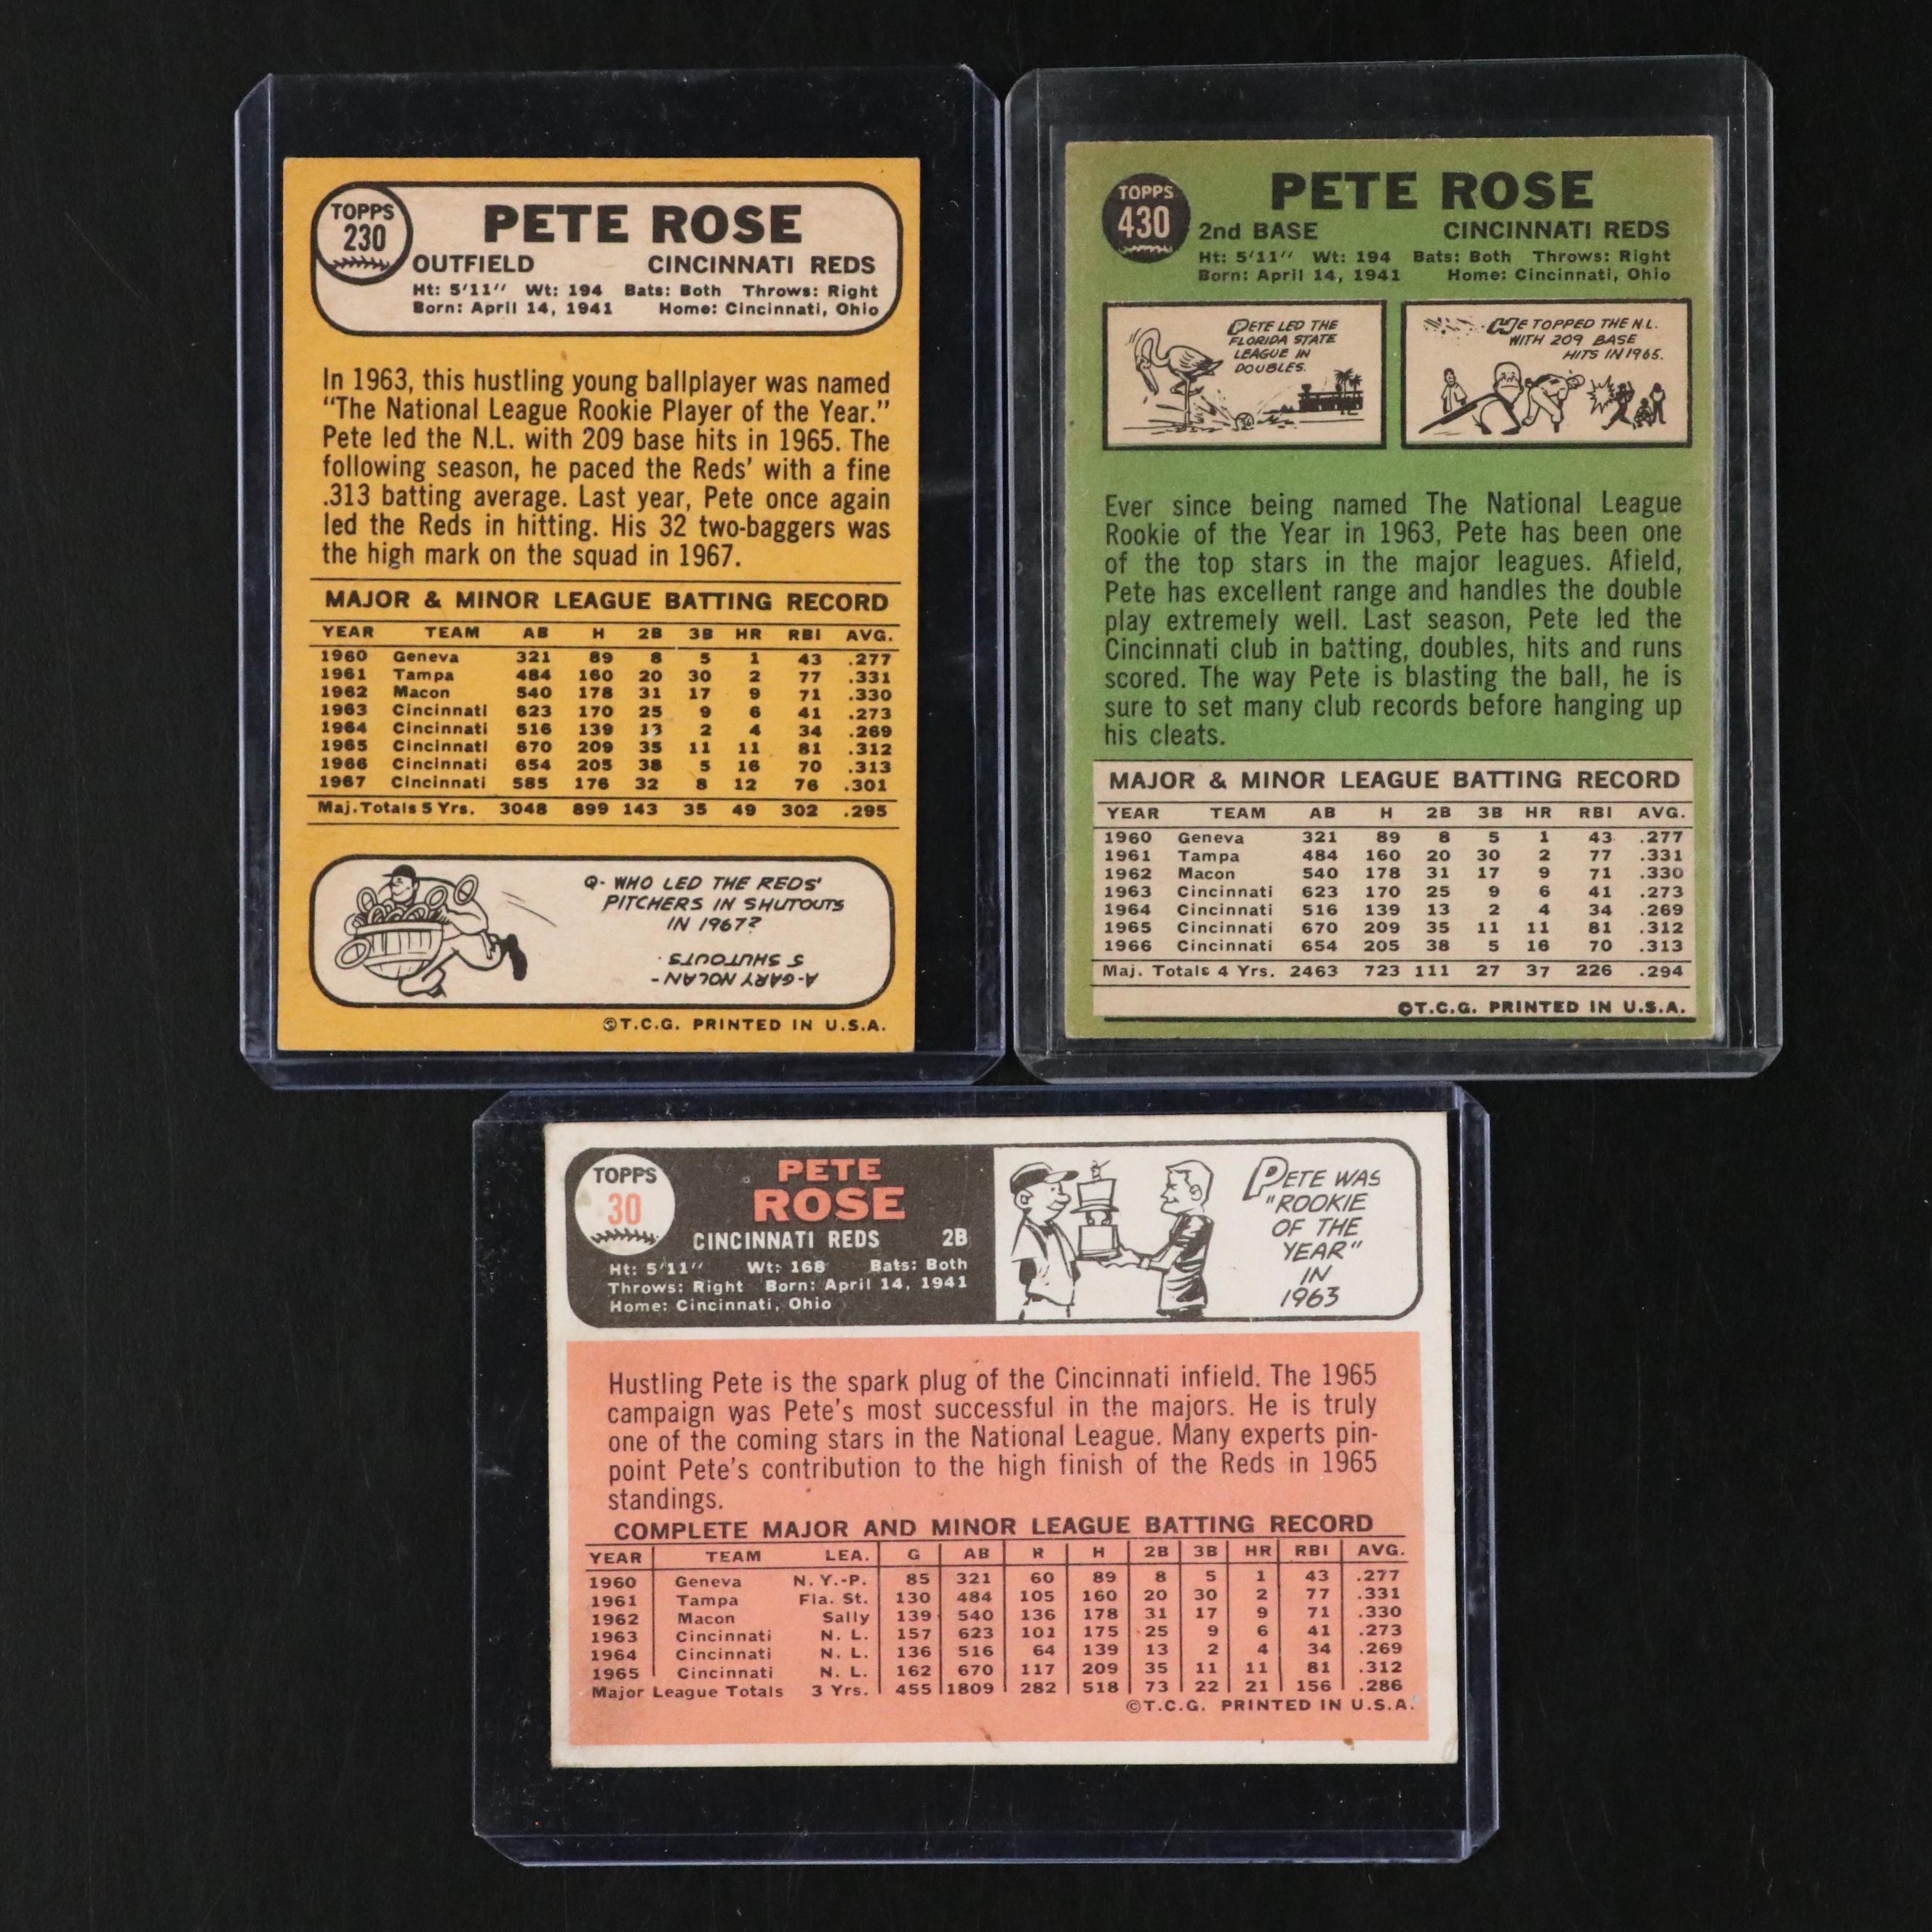 TOPPS
230
PETE ROSE
OUTFIELD CINCINNATI REDS
Ht: 5'11" Wt: 194 Bats: Both Throws: Right
Born: April 14, 1941 Home: Cincinnati, Ohio
In 1963, this hustling young ballplayer was named
"The National League Rookie Player of the Year."
Pete led the N.L. with 209 base hits in 1965. The
following season, he paced the Reds' with a fine
.313 batting average. Last year, Pete once again
led the Reds in hitting. His 32 two-baggers was
the high mark on the squad in 1967.
MAJOR & MINOR LEAGUE BATTING RECORD
YEAR TEAM AB H 2B 3B HR RBI AVG.
1960 Geneva 321 89 8 5 1 43 .277
1961 Tampa 484 160 20 30 2 77 .331
1962 Macon 540 178 31 17 9 71 .330
1963 Cincinnati 623 170 25 9 6 41 .273
1964 Cincinnati 516 139 13 2 4 34 .269
1965 Cincinnati 670 209 35 11 11 81 .312
1966 Cincinnati 654 205 38 5 16 70 .313
1967 Cincinnati 585 176 32 8 12 76 .301
Maj. Totals 5 Yrs. 3048 899 143 35 49 302 .295
Q- WHO LED THE REDS'
PITCHERS IN SHUTOUTS
IN 1967?
A-GARY NOLAN -
5 SHUTOUTS.
©T.C.G. PRINTED IN U.S.A.
TOPPS
430
PETE ROSE
2nd BASE CINCINNATI REDS
Ht: 5'11" Wt: 194 Bats: Both Throws: Right
Born: April 14, 1941 Home: Cincinnati, Ohio
PETE LED THE
FLORIDA STATE
LEAGUE IN
DOUBLES.
HE TOPPED THE N.L.
WITH 209 BASE
HITS IN 1965.
Ever since being named The National League
Rookie of the Year in 1963, Pete has been one
of the top stars in the major leagues. Afield,
Pete has excellent range and handles the double
play extremely well. Last season, Pete led the
Cincinnati club in batting, doubles, hits and runs
scored. The way Pete is blasting the ball, he is
sure to set many club records before hanging up
his cleats.
MAJOR & MINOR LEAGUE BATTING RECORD
YEAR TEAM AB H 2B 3B HR RBI AVG.
1960 Geneva 321 89 8 5 1 43 .277
1961 Tampa 484 160 20 30 2 77 .331
1962 Macon 540 178 31 17 9 71 .330
1963 Cincinnati 623 170 25 9 6 41 .273
1964 Cincinnati 516 139 13 2 4 34 .269
1965 Cincinnati 670 209 35 11 11 81 .312
1966 Cincinnati 654 205 38 5 16 70 .313
Maj. Totals 4 Yrs. 2463 723 111 27 37 226 .294
©T.C.G. PRINTED IN U.S.A.
TOPPS
30
PETE
ROSE
CINCINNATI REDS 2B
Ht: 5'11" Wt: 168 Bats: Both
Throws: Right Born: April 14, 1941
Home: Cincinnati, Ohio
PETE WAS
"ROOKIE
OF THE
YEAR"
IN
1963
Hustling Pete is the spark plug of the Cincinnati infield. The 1965
campaign was Pete's most successful in the majors. He is truly
one of the coming stars in the National League. Many experts pin-
point Pete's contribution to the high finish of the Reds in 1965
standings.
COMPLETE MAJOR AND MINOR LEAGUE BATTING RECORD
YEAR TEAM LEA. G AB R H 2B 3B HR RBI AVG.
1960 Geneva N.Y.-P. 85 321 60 89 8 5 1 43 .277
1961 Tampa Fla. St. 130 484 105 160 20 30 2 77 .331
1962 Macon Sally 139 540 136 178 31 17 9 71 .330
1963 Cincinnati N. L. 157 623 101 175 25 9 6 41 .273
1964 Cincinnati N. L. 136 516 64 139 13 2 4 34 .269
1965 Cincinnati N. L. 162 670 117 209 35 11 11 81 .312
Major League Totals 3 Yrs. 455 1809 282 518 73 22 21 156 .286
©T.C.G. PRINTED IN U.S.A.